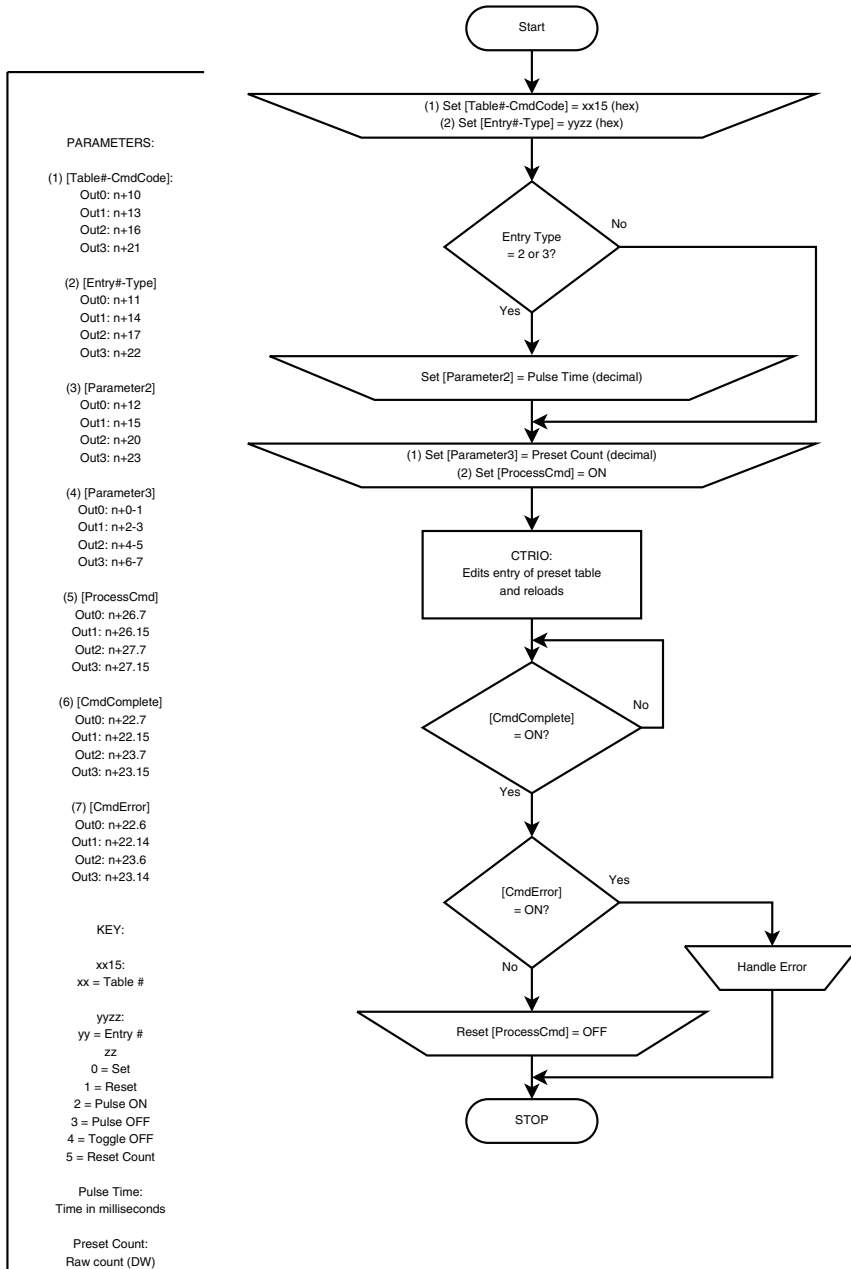 PARAMETERS:
(1) [Table#-CmdCode]:
Out0: n+10
Out1: n+13
Out2: n+16
Out3: n+21
(2) [Entry#-Type]
Out0: n+11
Out1: n+14
Out2: n+17
Out3: n+22
(3) [Parameter2]
Out0: n+12
Out1: n+15
Out2: n+20
Out3: n+23
(4) [Parameter3]
Out0: n+0-1
Out1: n+2-3
Out2: n+4-5
Out3: n+6-7
(5) [ProcessCmd]
Out0: n+26.7
Out1: n+26.15
Out2: n+27.7
Out3: n+27.15
(6) [CmdComplete]
Out0: n+22.7
Out1: n+22.15
Out2: n+23.7
Out3: n+23.15
(7) [CmdError]
Out0: n+22.6
Out1: n+22.14
Out2: n+23.6
Out3: n+23.14
KEY:
xx15:
xx = Table #
yyzz:
yy = Entry #
zz
0 = Set
1 = Reset
2 = Pulse ON
3 = Pulse OFF
4 = Toggle OFF
5 = Reset Count
Pulse Time:
Time in milliseconds
Preset Count:
Raw count (DW)
Start
(1) Set [Table#-CmdCode] = xx15 (hex)
(2) Set [Entry#-Type] = yyzz (hex)
Entry Type
= 2 or 3?
No
Yes
Set [Parameter2] = Pulse Time (decimal)
(1) Set [Parameter3] = Preset Count (decimal)
(2) Set [ProcessCmd] = ON
CTRIO:
Edits entry of preset table
and reloads
[CmdComplete]
= ON?
No
Yes
[CmdError]
= ON?
Yes
No
Handle Error
Reset [ProcessCmd] = OFF
STOP